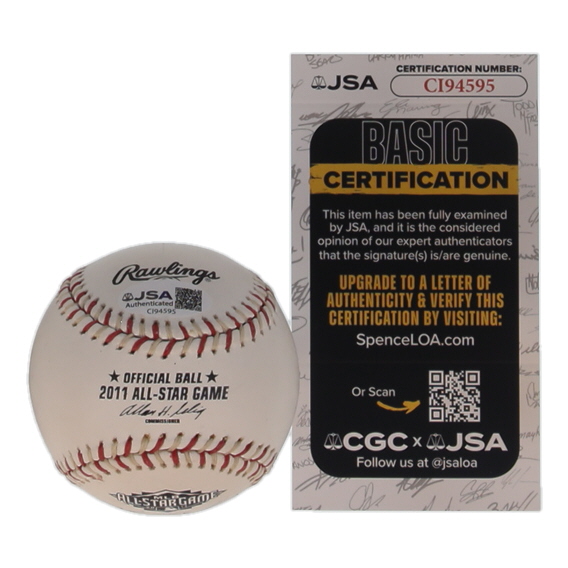 Rawlings
JSA
Authenticated
CI94595
★ OFFICIAL BALL ★
2011 ALL-STAR GAME
Allan H. Selig
COMMISSIONER
ALL-STAR GAME
JSA
CERTIFICATION NUMBER:
CI94595
BASIC
CERTIFICATION
This item has been fully examined
by JSA, and it is the considered
opinion of our expert authenticators
that the signature(s) is/are genuine.
UPGRADE TO A LETTER OF
AUTHENTICITY & VERIFY THIS
CERTIFICATION BY VISITING:
SpenceLOA.com
Or Scan
CGC x JSA
Follow us at @jsaloa